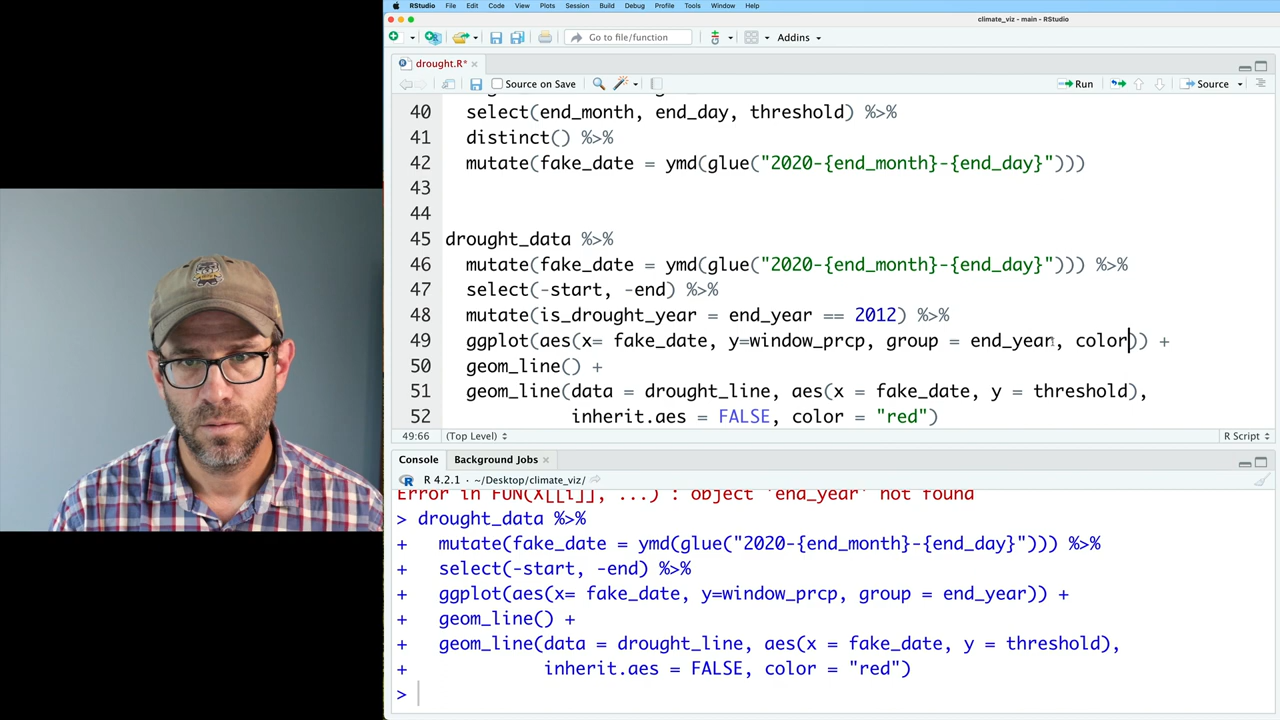 RStudio File Edit Code View Plots Session Build Debug Profile Tools Window Help
climate_viz - main - RStudio
Go to file/function Addins
drought.R*
Source on Save Run Source
40 select(end_month, end_day, threshold) %>%
41 distinct() %>%
42 mutate(fake_date = ymd(glue("2020-{end_month}-{end_day}")))
43
44
45 drought_data %>%
46 mutate(fake_date = ymd(glue("2020-{end_month}-{end_day}"))) %>%
47 select(-start, -end) %>%
48 mutate(is_drought_year = end_year == 2012) %>%
49 ggplot(aes(x= fake_date, y=window_prcp, group = end_year, color)) +
50 geom_line() +
51 geom_line(data = drought_line, aes(x = fake_date, y = threshold),
52 inherit.aes = FALSE, color = "red")
49:66 (Top Level) R Script
Console Background Jobs
R 4.2.1 · ~/Desktop/climate_viz/
Error in FUN(X[[i]], ...) : object 'end_year' not found
> drought_data %>%
+ mutate(fake_date = ymd(glue("2020-{end_month}-{end_day}"))) %>%
+ select(-start, -end) %>%
+ ggplot(aes(x= fake_date, y=window_prcp, group = end_year)) +
+ geom_line() +
+ geom_line(data = drought_line, aes(x = fake_date, y = threshold),
+ inherit.aes = FALSE, color = "red")
>